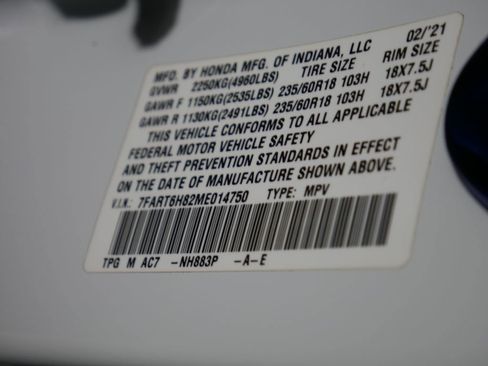 MFD. BY HONDA MFG. OF INDIANA, LLC 02/'21
GVWR 2250KG(4960LBS) TIRE SIZE RIM SIZE
GAWR F 1150KG(2535LBS) 235/60R18 103H 18X7.5J
GAWR R 1130KG(2491LBS) 235/60R18 103H 18X7.5J
THIS VEHICLE CONFORMS TO ALL APPLICABLE
FEDERAL MOTOR VEHICLE SAFETY
AND THEFT PREVENTION STANDARDS IN EFFECT
ON THE DATE OF MANUFACTURE SHOWN ABOVE.
V.I.N.: 7FART6H82ME014750 TYPE: MPV
TPG M AC7 -NH883P -A-E